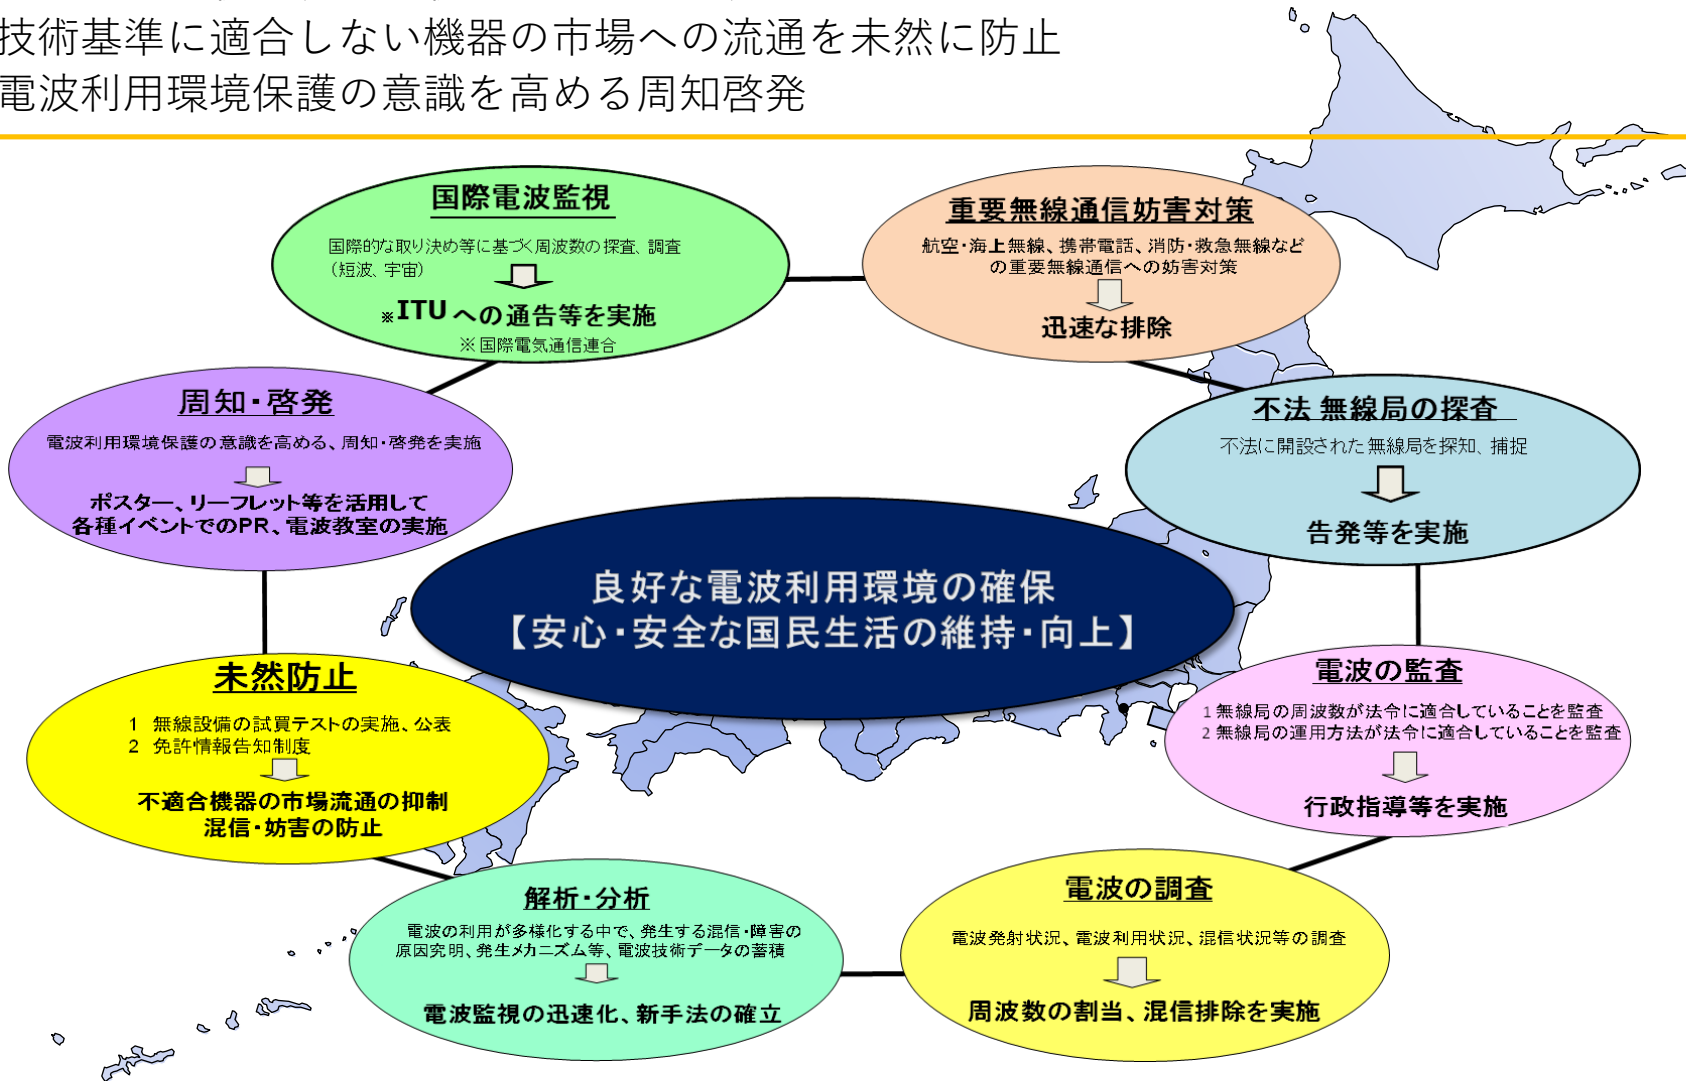 技術基準に適合しない機器の市場への流通を未然に防止
電波利用環境保護の意識を高める周知啓発
国際電波監視
国際的な取り決め等に基づく周波数の探査、調査
（短波、宇宙）
※ITUへの通告等を実施
※国際電気通信連合
重要無線通信妨害対策
航空・海上無線、携帯電話、消防・救急無線など
の重要無線通信への妨害対策
迅速な排除
周知・啓発
電波利用環境保護の意識を高める、周知・啓発を実施
ポスター、リーフレット等を活用して
各種イベントでのPR、電波教室の実施
不法 無線局の探査
不法に開設された無線局を探知、捕捉
告発等を実施
良好な電波利用環境の確保
【安心・安全な国民生活の維持・向上】
未然防止
1 無線設備の試買テストの実施、公表
2 免許情報告知制度
不適合機器の市場流通の抑制
混信・妨害の防止
電波の監査
1 無線局の周波数が法令に適合していることを監査
2 無線局の運用方法が法令に適合していることを監査
行政指導等を実施
解析・分析
電波の利用が多様化する中で、発生する混信・障害の
原因究明、発生メカニズム等、電波技術データの蓄積
電波監視の迅速化、新手法の確立
電波の調査
電波発射状況、電波利用状況、混信状況等の調査
周波数の割当、混信排除を実施